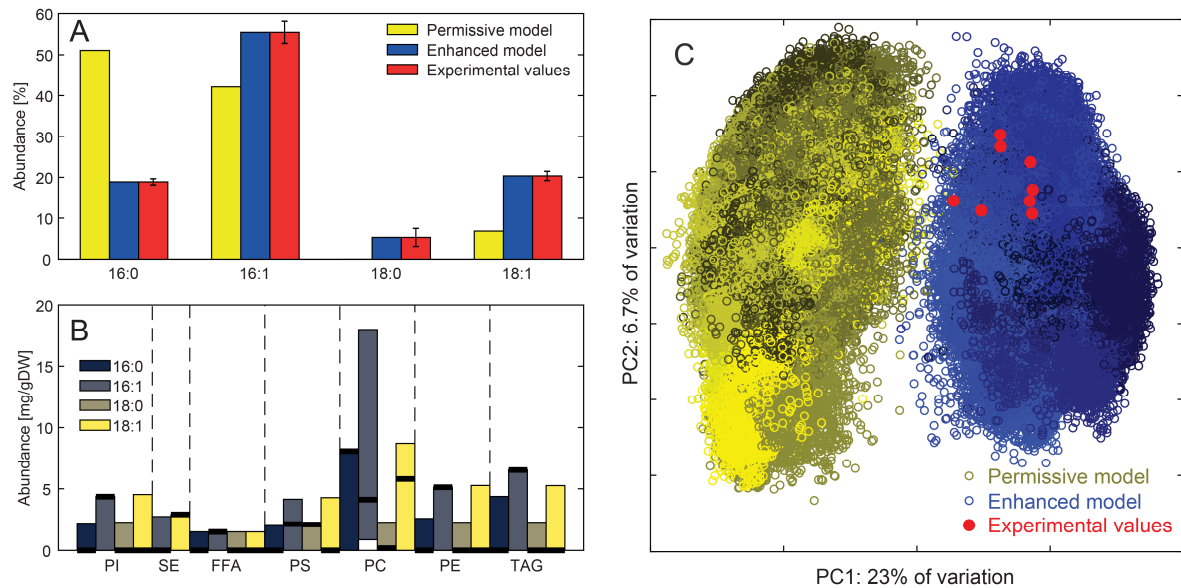 A
Permissive model
Enhanced model
Experimental values
Abundance [%]
60
50
40
30
20
10
0
16:0 16:1 18:0 18:1
B
16:0
16:1
18:0
18:1
Abundance [mg/gDW]
20
15
10
5
0
PI SE FFA PS PC PE TAG
C
PC2: 6.7% of variation
Permissive model
Enhanced model
Experimental values
PC1: 23% of variation